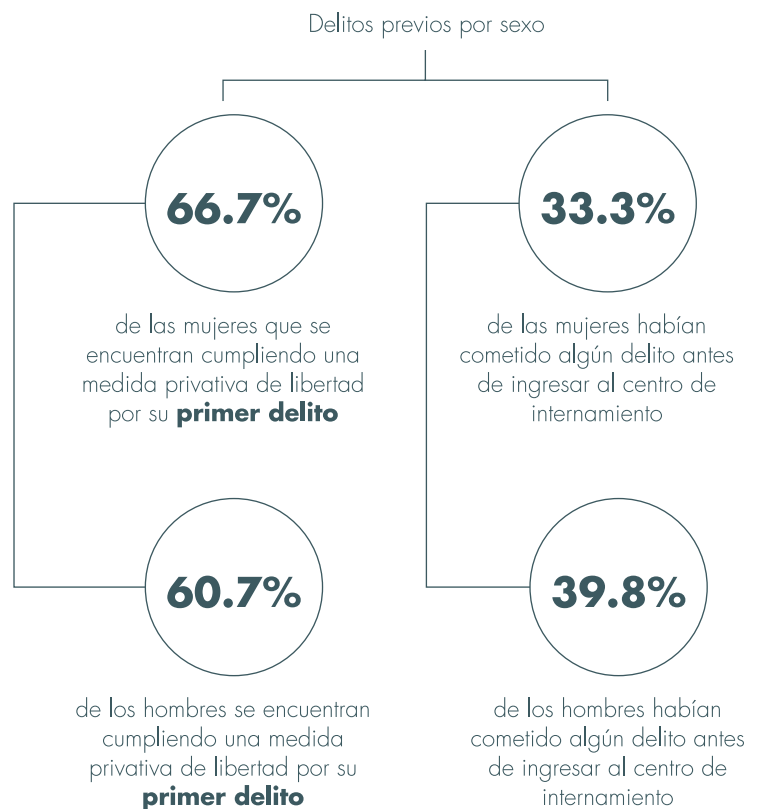 Delitos previos por sexo
66.7%
de las mujeres que se
encuentran cumpliendo una
medida privativa de libertad
por su primer delito
33.3%
de las mujeres habían
cometido algún delito antes
de ingresar al centro de
internamiento
60.7%
de los hombres se encuentran
cumpliendo una medida
privativa de libertad por su
primer delito
39.8%
de los hombres habían
cometido algún delito antes
de ingresar al centro de
internamiento